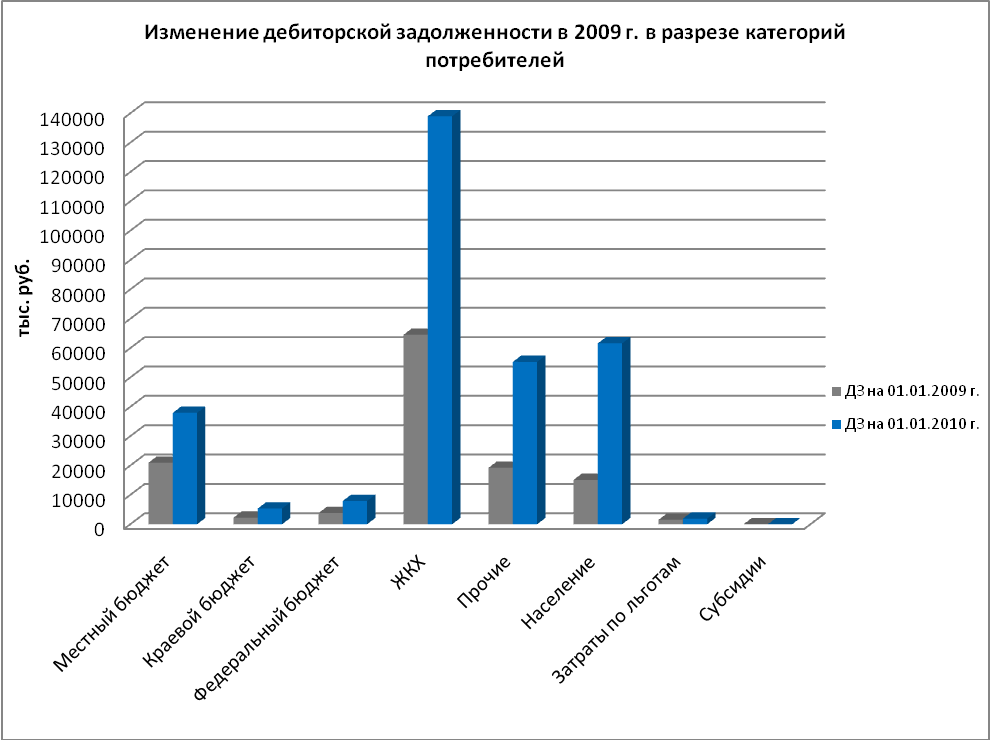 Изменение дебиторской задолженности в 2009 г. в разрезе категорий
потребителей
тыс. руб.
140000
130000
120000
110000
100000
90000
80000
70000
60000
50000
40000
30000
20000
10000
0
Местный бюджет
Краевой бюджет
Федеральный бюджет
ЖКХ
Прочие
Население
Затраты по льготам
Субсидии
ДЗ на 01.01.2009 г.
ДЗ на 01.01.2010 г.